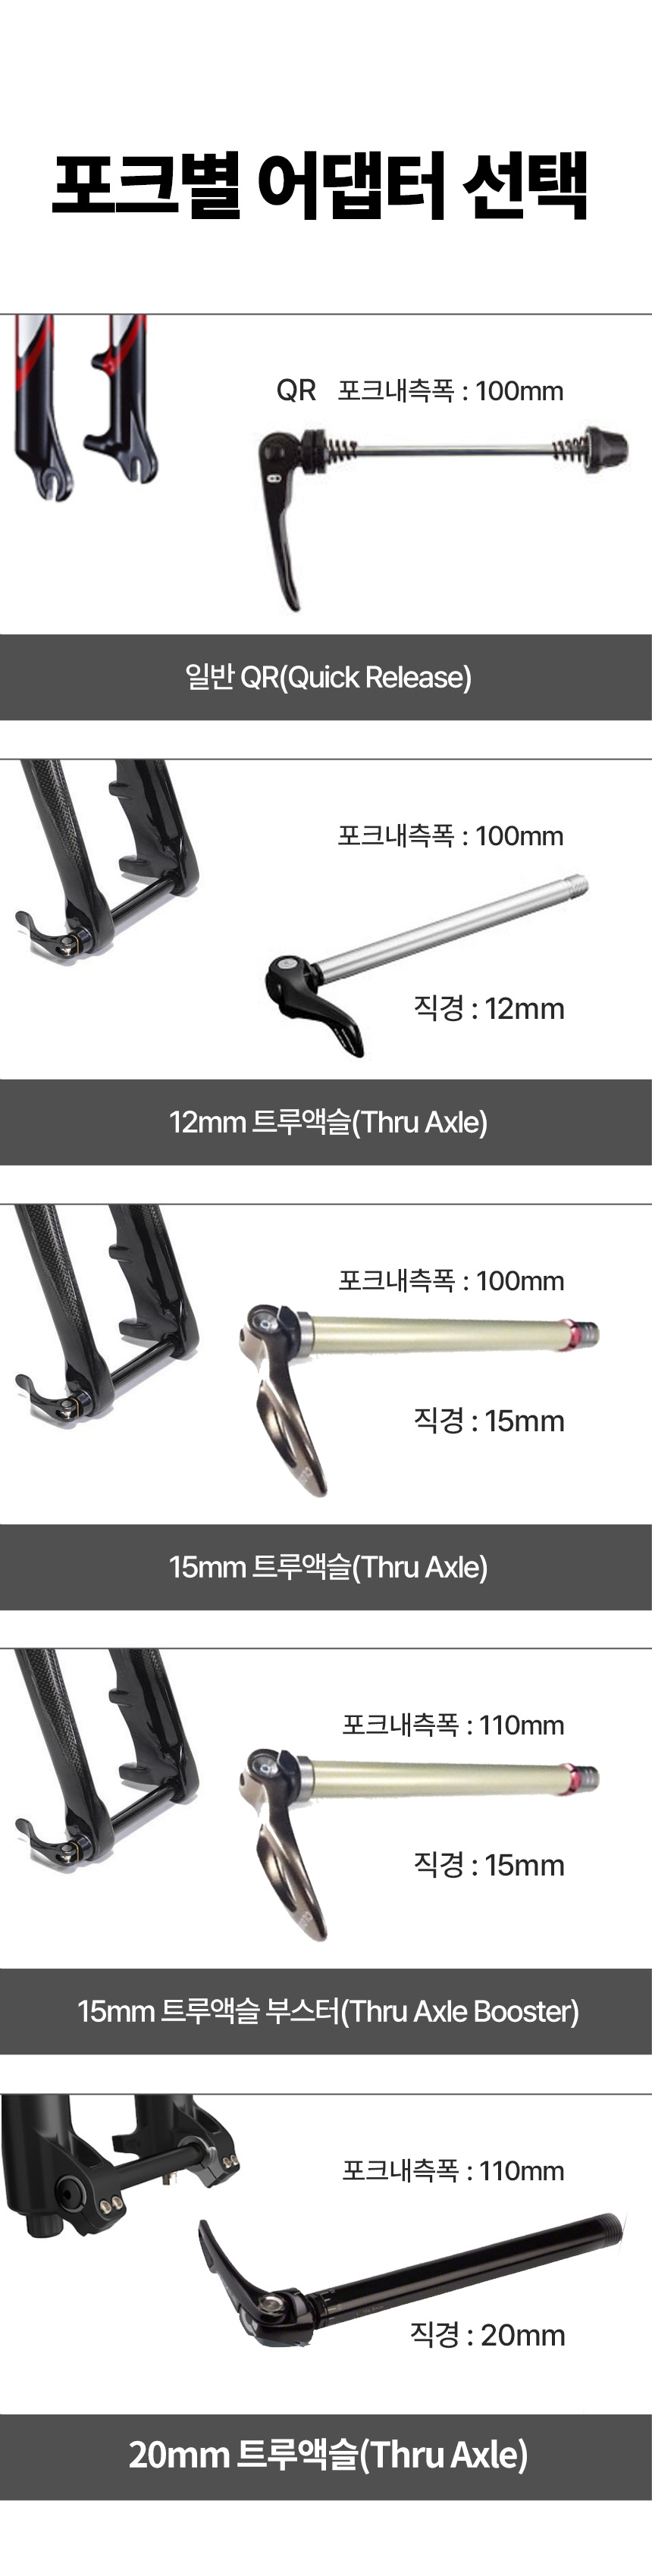 포크별 어댑터 선택
QR 포크내측폭 : 100mm
일반 QR(Quick Release)
포크내측폭 : 100mm
직경 : 12mm
12mm 트루액슬(Thru Axle)
포크내측폭 : 100mm
직경 : 15mm
15mm 트루액슬(Thru Axle)
포크내측폭 : 110mm
직경 : 15mm
15mm 트루액슬 부스터(Thru Axle Booster)
포크내측폭 : 110mm
직경 : 20mm
20mm 트루액슬(Thru Axle)